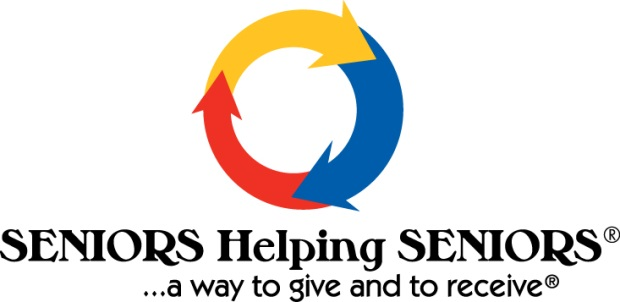 SENIORS Helping SENIORS®
...a way to give and to receive®